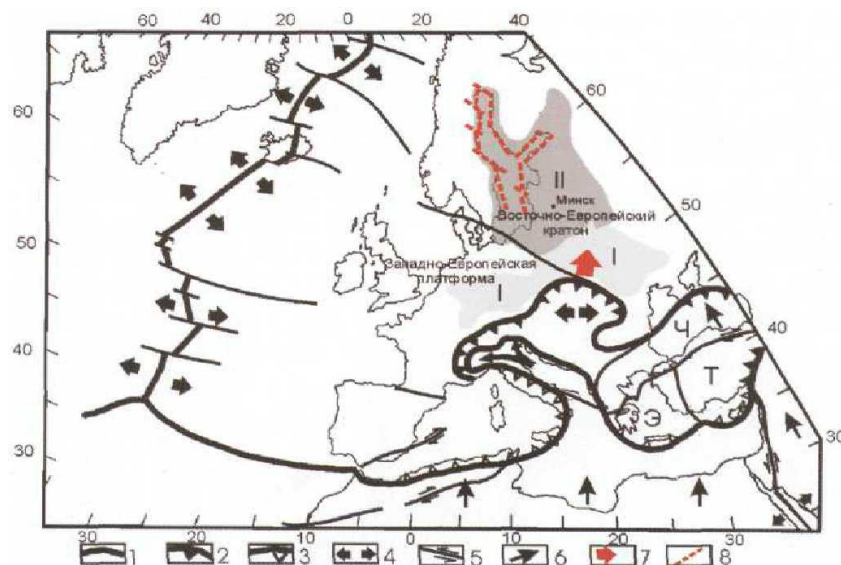 60 40 20 0 20 40
60
60
50
II
Минск
Восточно-Европейский
кратон
50
Западно-Европейская
платформа
I
I
40
Ч
40
Т
Э
30
30
30 20 10 0 10 20 30
1 2 3 4 5 6 7 8